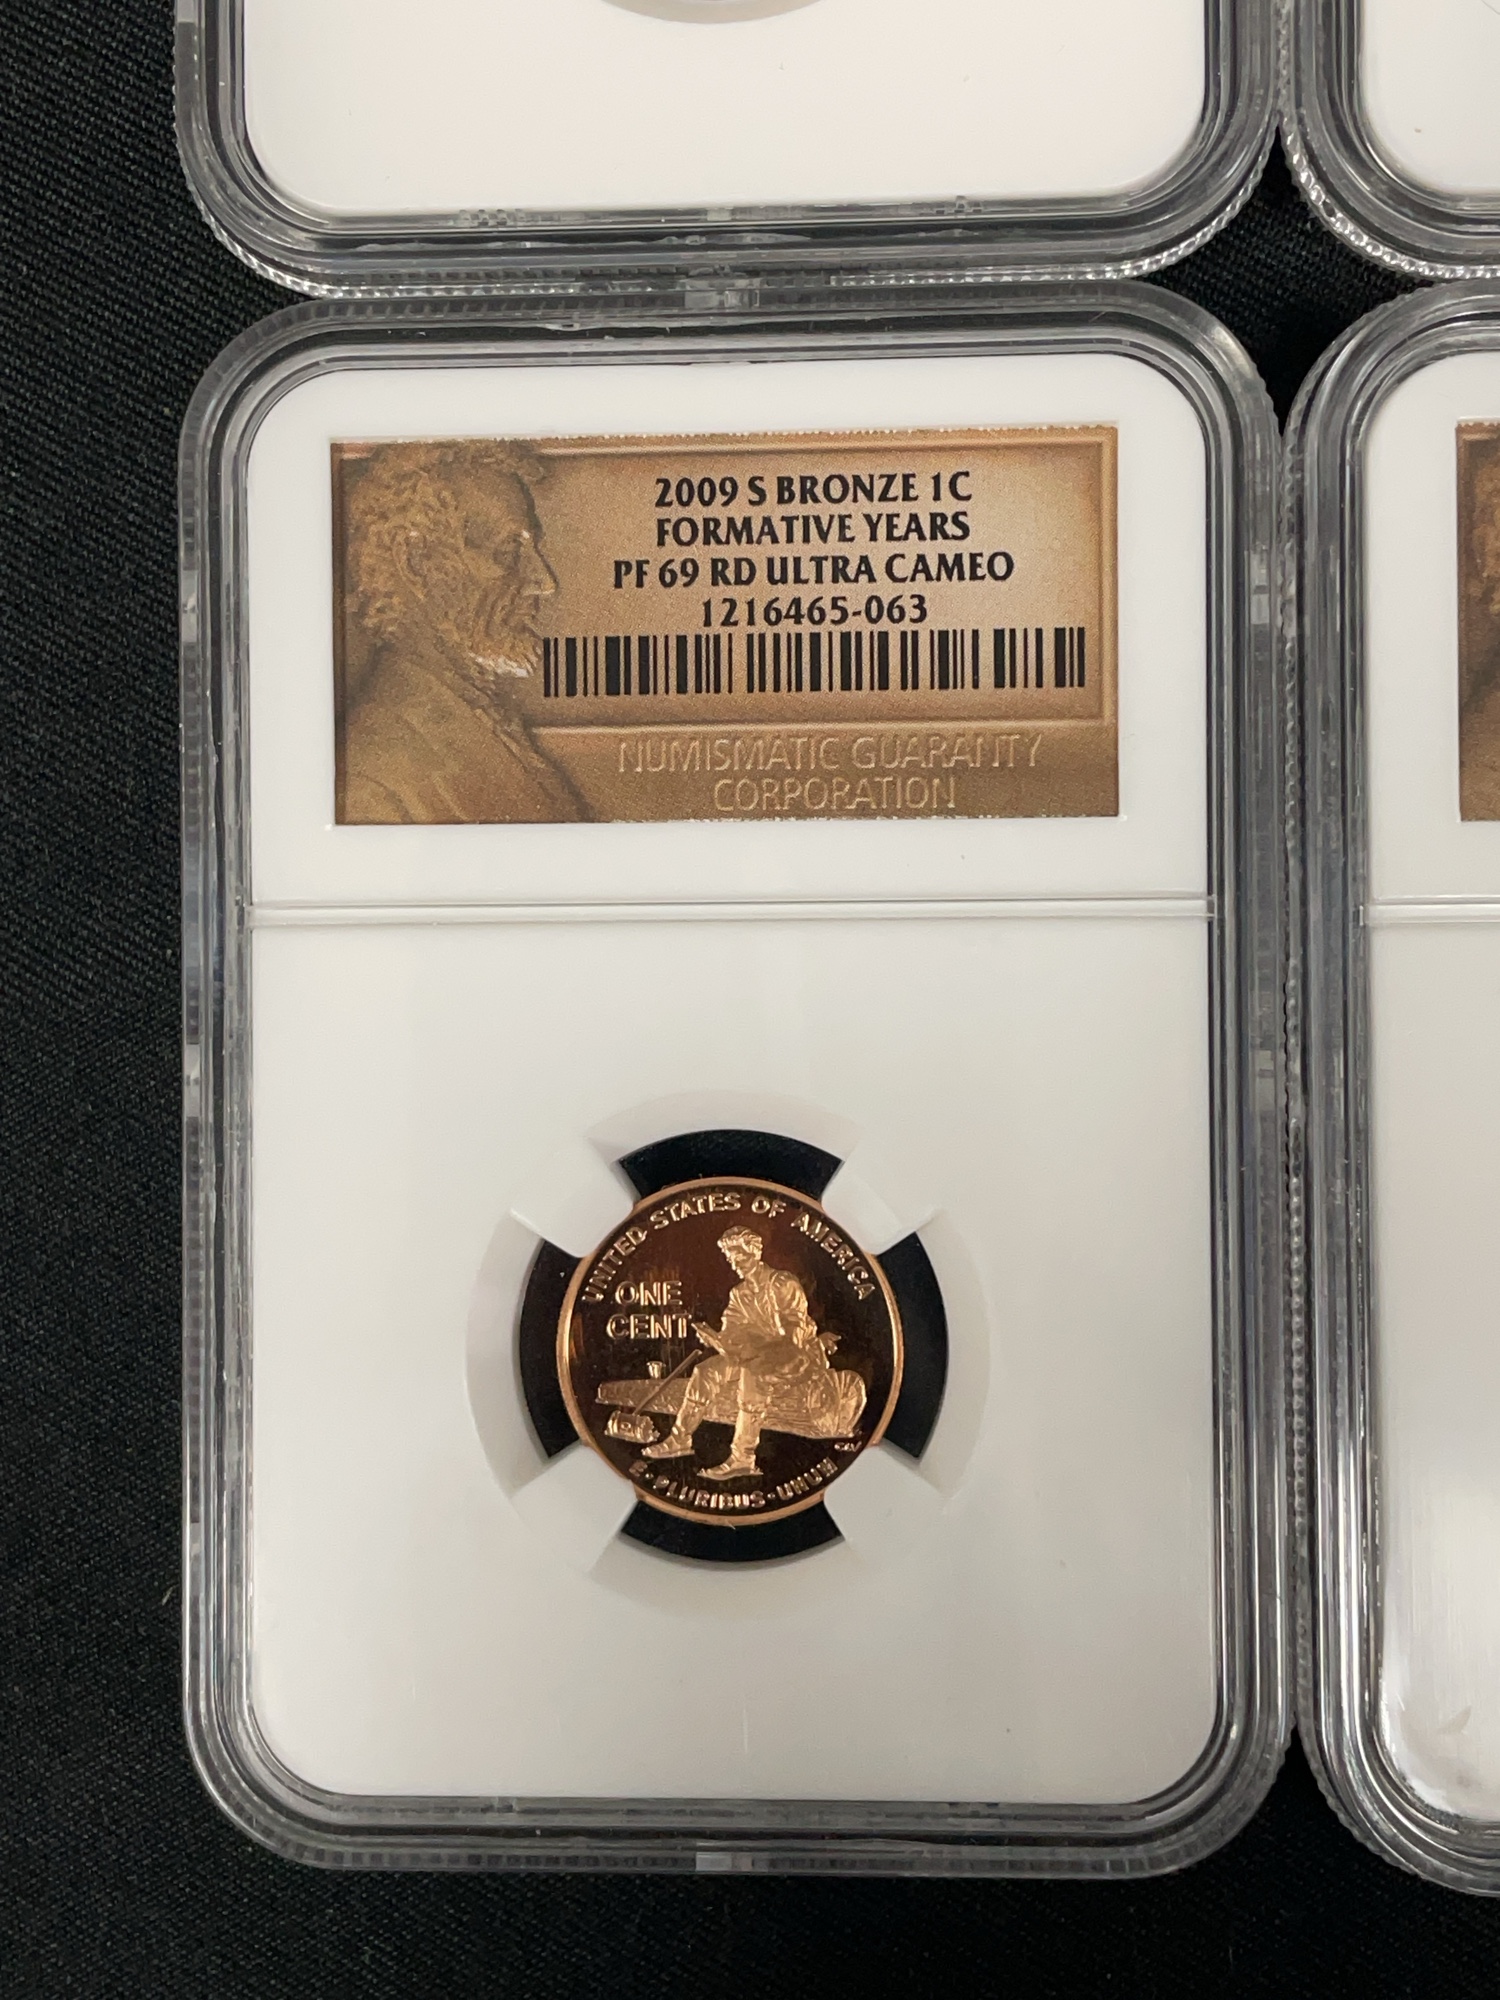 2009 S BRONZE 1C
FORMATIVE YEARS
PF 69 RD ULTRA CAMEO
1216465-063
NUMISMATIC GUARANTY
CORPORATION
UNITED STATES OF AMERICA
ONE
CENT
E · PLURIBUS · UNUM